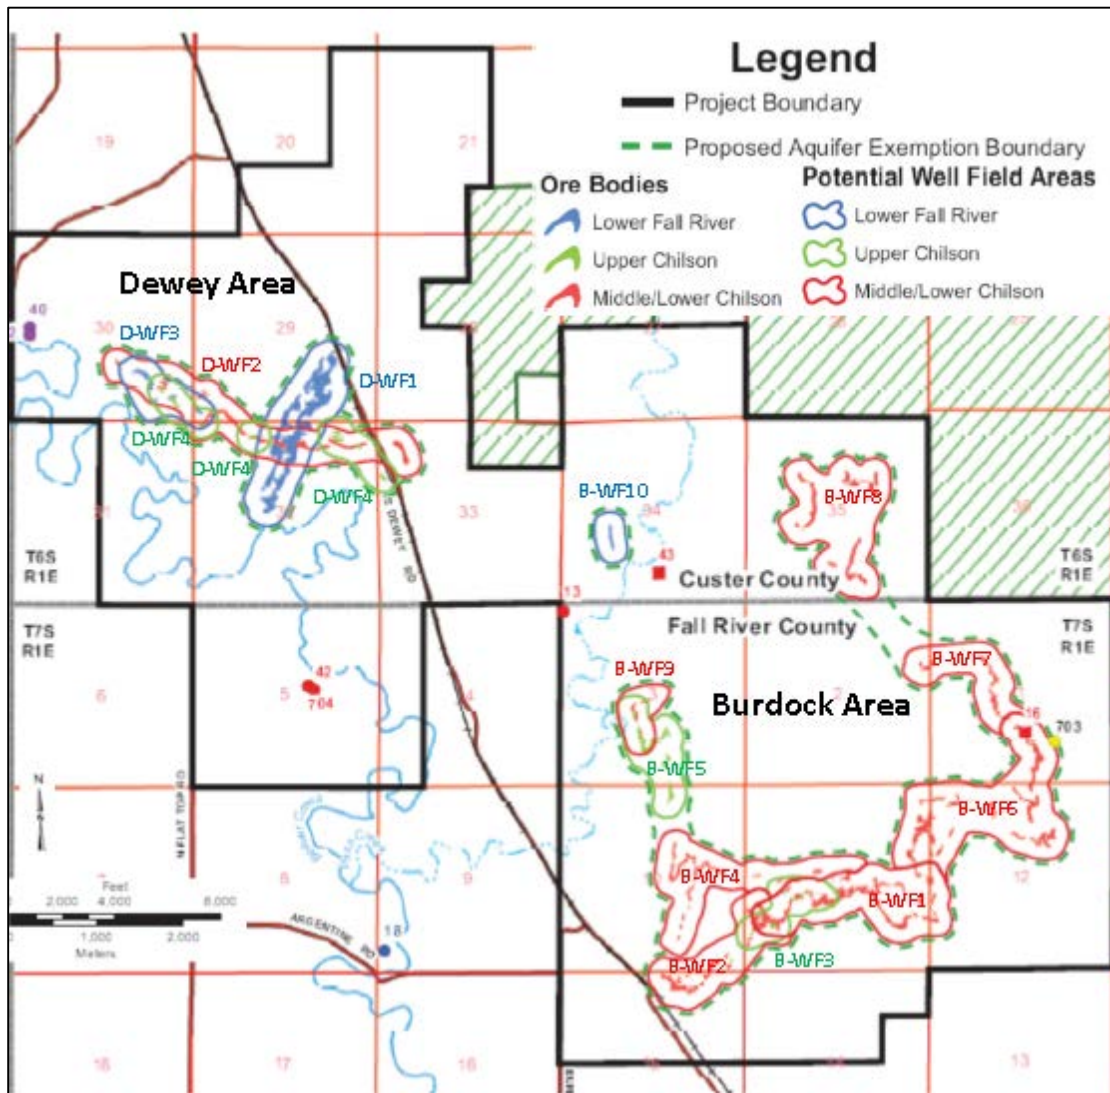 Legend
Project Boundary
Proposed Aquifer Exemption Boundary
Ore Bodies
Lower Fall River
Upper Chilson
Middle/Lower Chilson
Potential Well Field Areas
Lower Fall River
Upper Chilson
Middle/Lower Chilson
19
20
21
Dewey Area
40
30
29
D-WF3
D-WF2
D-WF1
D-WF4
D-WF4
D-WF4
33
DEWEY RD
T6S
R1E
B-WF10
34
43
B-WF8
35
36
Custer County
T6S
R1E
T7S
R1E
13
Fall River County
T7S
R1E
6
5
42
704
4
B-WF9
Burdock Area
B-WF7
16
703
B-WF5
B-WF6
N
N FLAT TOP RD
8
9
B-WF4
B-WF1
12
Feet
2,000
4,000
8,000
1,000
2,000
Meters
ARGENTINE RD
18
B-WF2
B-WF3
18
17
16
14
13